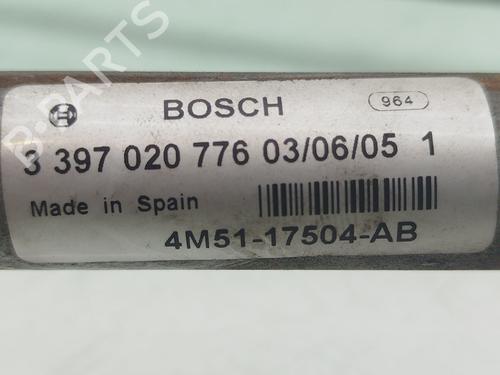 BOSCH 964
3 397 020 776 03/06/05 1
Made in Spain
4M51-17504-AB
B-PARTS